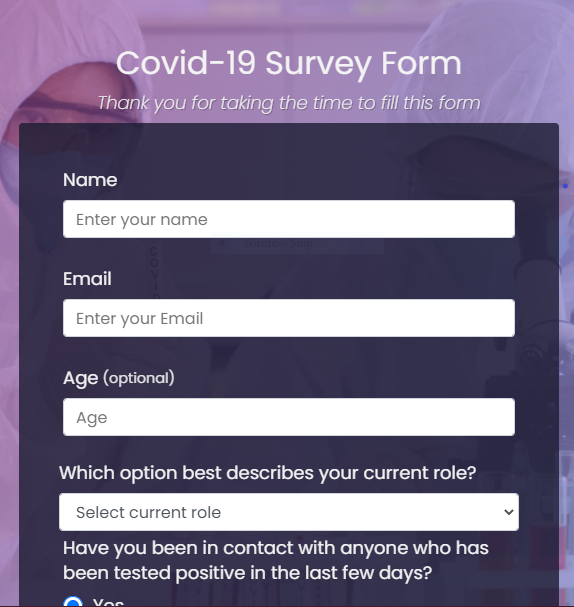 Covid-19 Survey Form
Thank you for taking the time to fill this form
Name
Enter your name
Email
Enter your Email
Age (optional)
Age
Which option best describes your current role?
Select current role
Have you been in contact with anyone who has
been tested positive in the last few days?
Yes